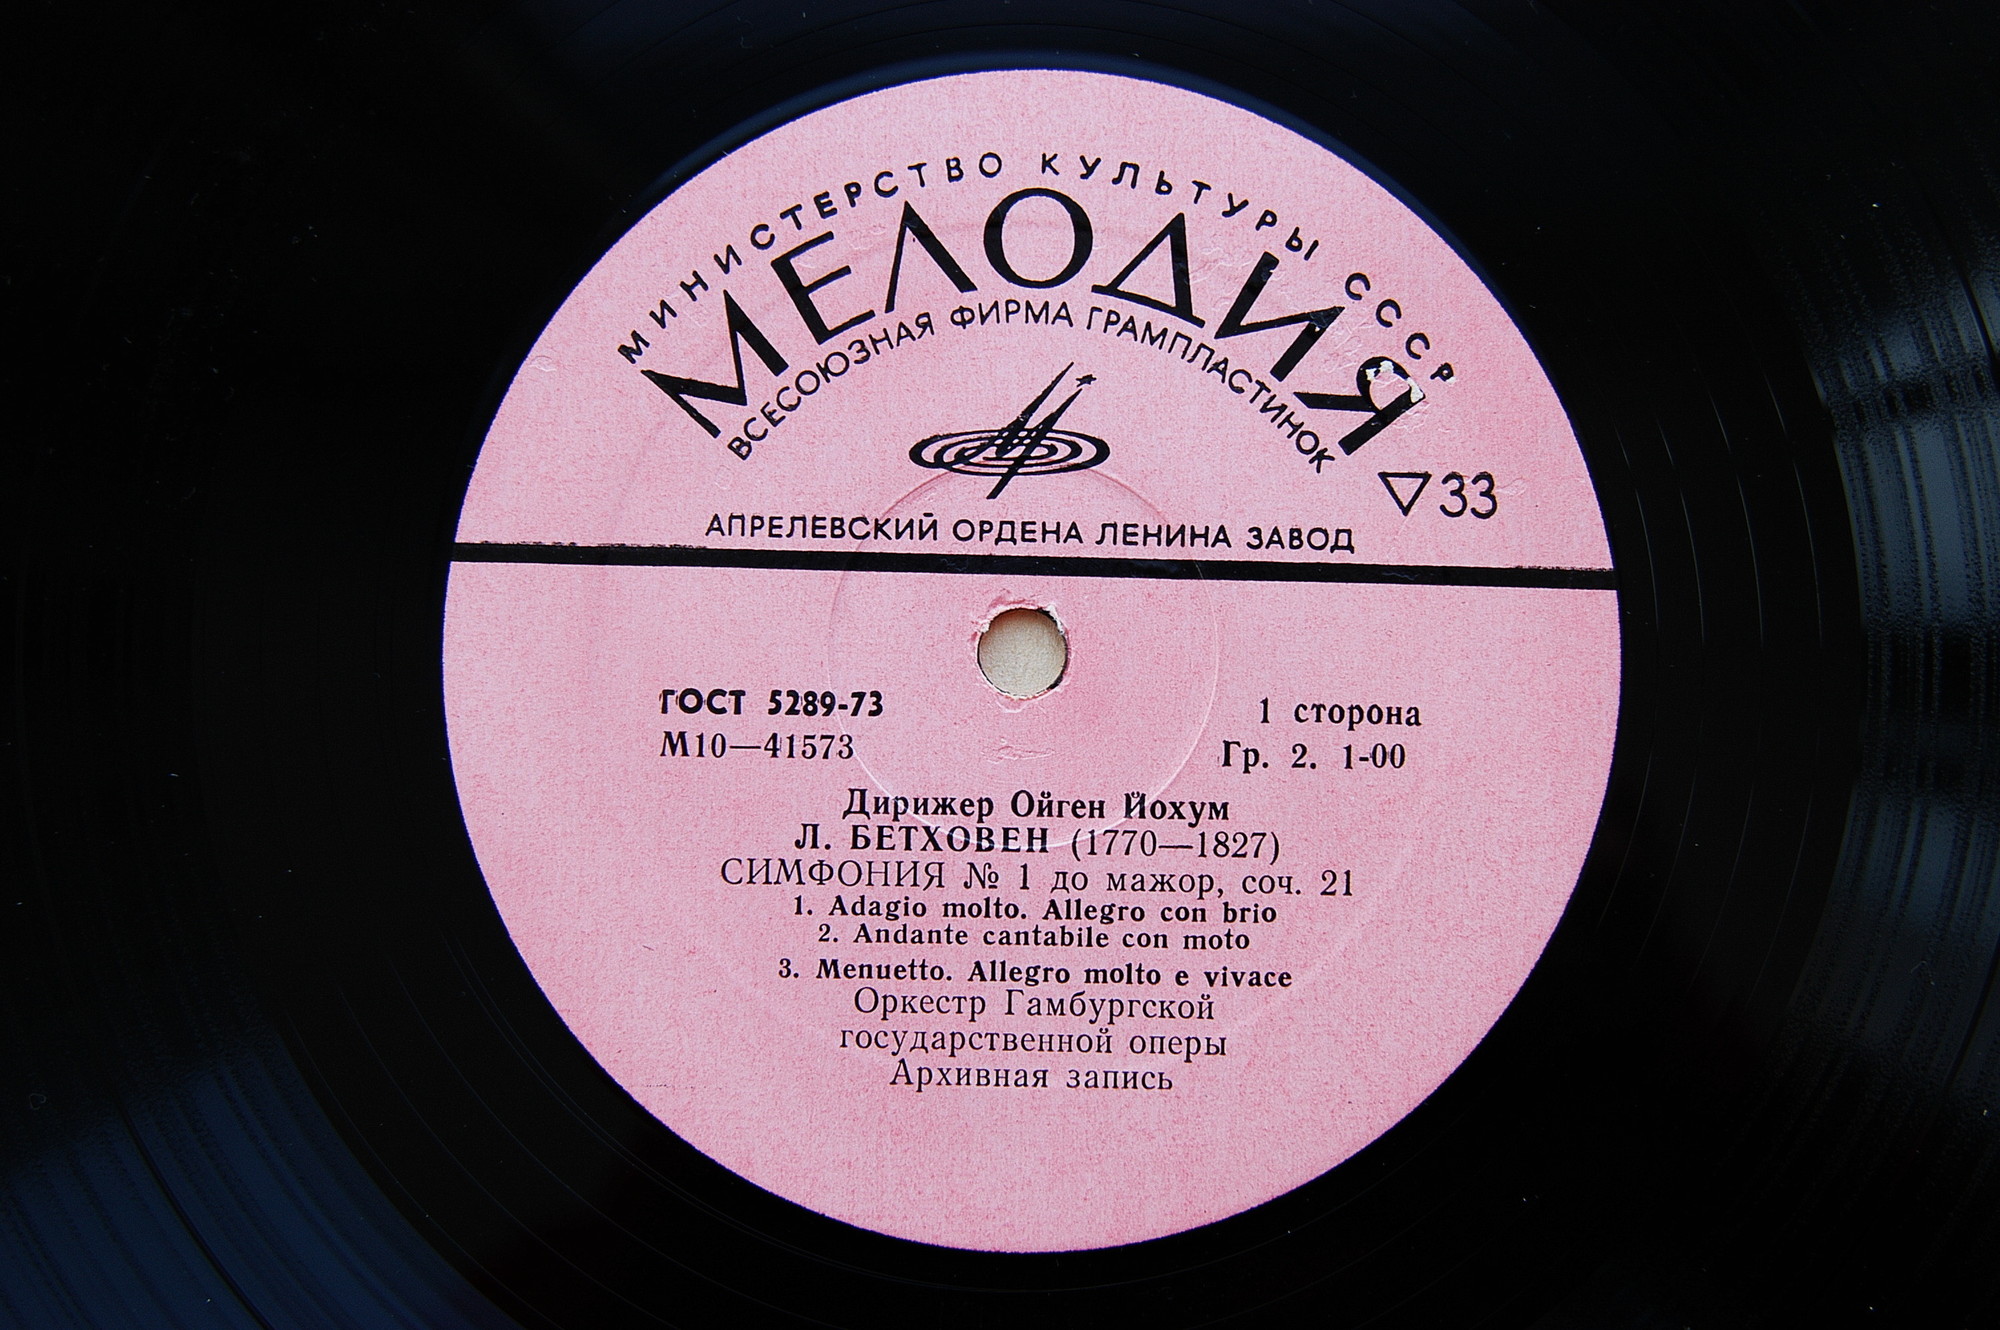 МИНИСТЕРСТВО КУЛЬТУРЫ СССР
МЕЛОДИЯ
ВСЕСОЮЗНАЯ ФИРМА ГРАМПЛАСТИНОК
33
АПРЕЛЕВСКИЙ ОРДЕНА ЛЕНИНА ЗАВОД
ГОСТ 5289-73
М10—41573
1 сторона
Гр. 2. 1-00
Дирижер Ойген Йохум
Л. БЕТХОВЕН (1770—1827)
СИМФОНИЯ № 1 до мажор, соч. 21
1. Adagio molto. Allegro con brio
2. Andante cantabile con moto
3. Menuetto. Allegro molto e vivace
Оркестр Гамбургской
государственной оперы
Архивная запись